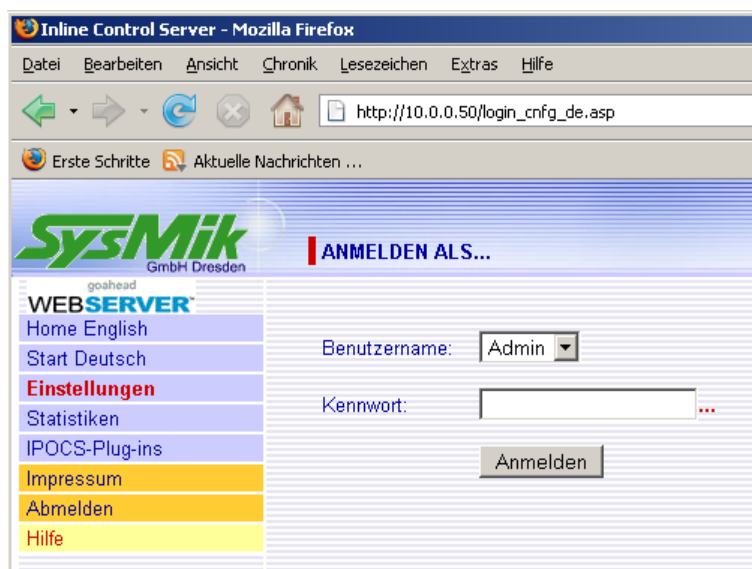 Inline Control Server - Mozilla Firefox
Datei Bearbeiten Ansicht Chronik Lesezeichen Extras Hilfe
http://10.0.0.50/login_cnfg_de.asp
Erste Schritte Aktuelle Nachrichten ...
SysMik
GmbH Dresden
ANMELDEN ALS...
goahead
WEBSERVER
Home English
Start Deutsch
Einstellungen
Statistiken
IPOCS-Plug-ins
Impressum
Abmelden
Hilfe
Benutzername: Admin
Kennwort: ...
Anmelden